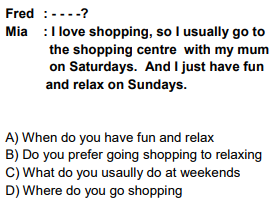 Fred : - - - -?
Mia : I love shopping, so I usually go to
the shopping centre with my mum
on Saturdays. And I just have fun
and relax on Sundays.
A) When do you have fun and relax
B) Do you prefer going shopping to relaxing
C) What do you usaully do at weekends
D) Where do you go shopping